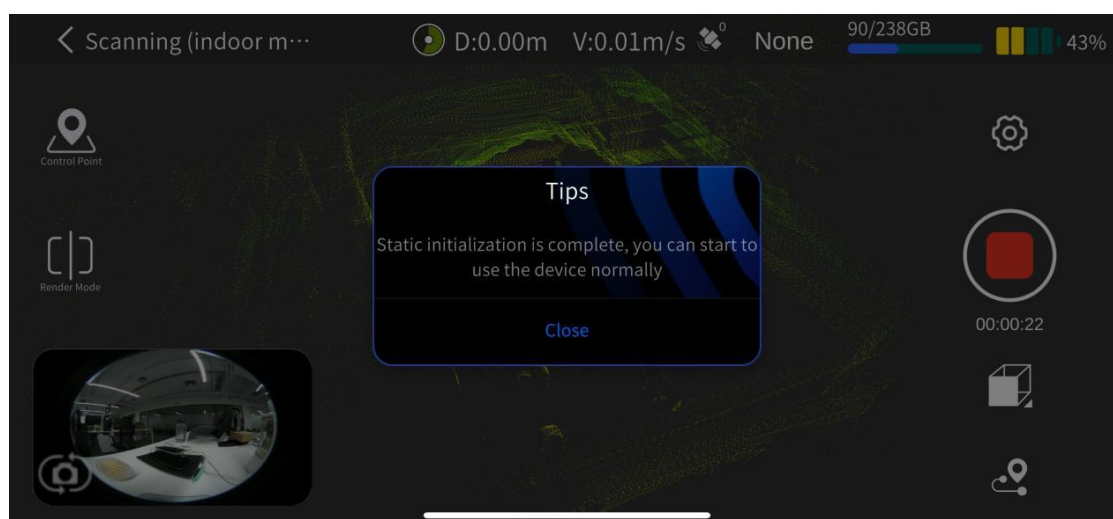 Scanning (indoor m···
D:0.00m
V:0.01m/s
0
None
90/238GB
43%
Control Point
Tips
Static initialization is complete, you can start to
use the device normally
Render Mode
Close
00:00:22